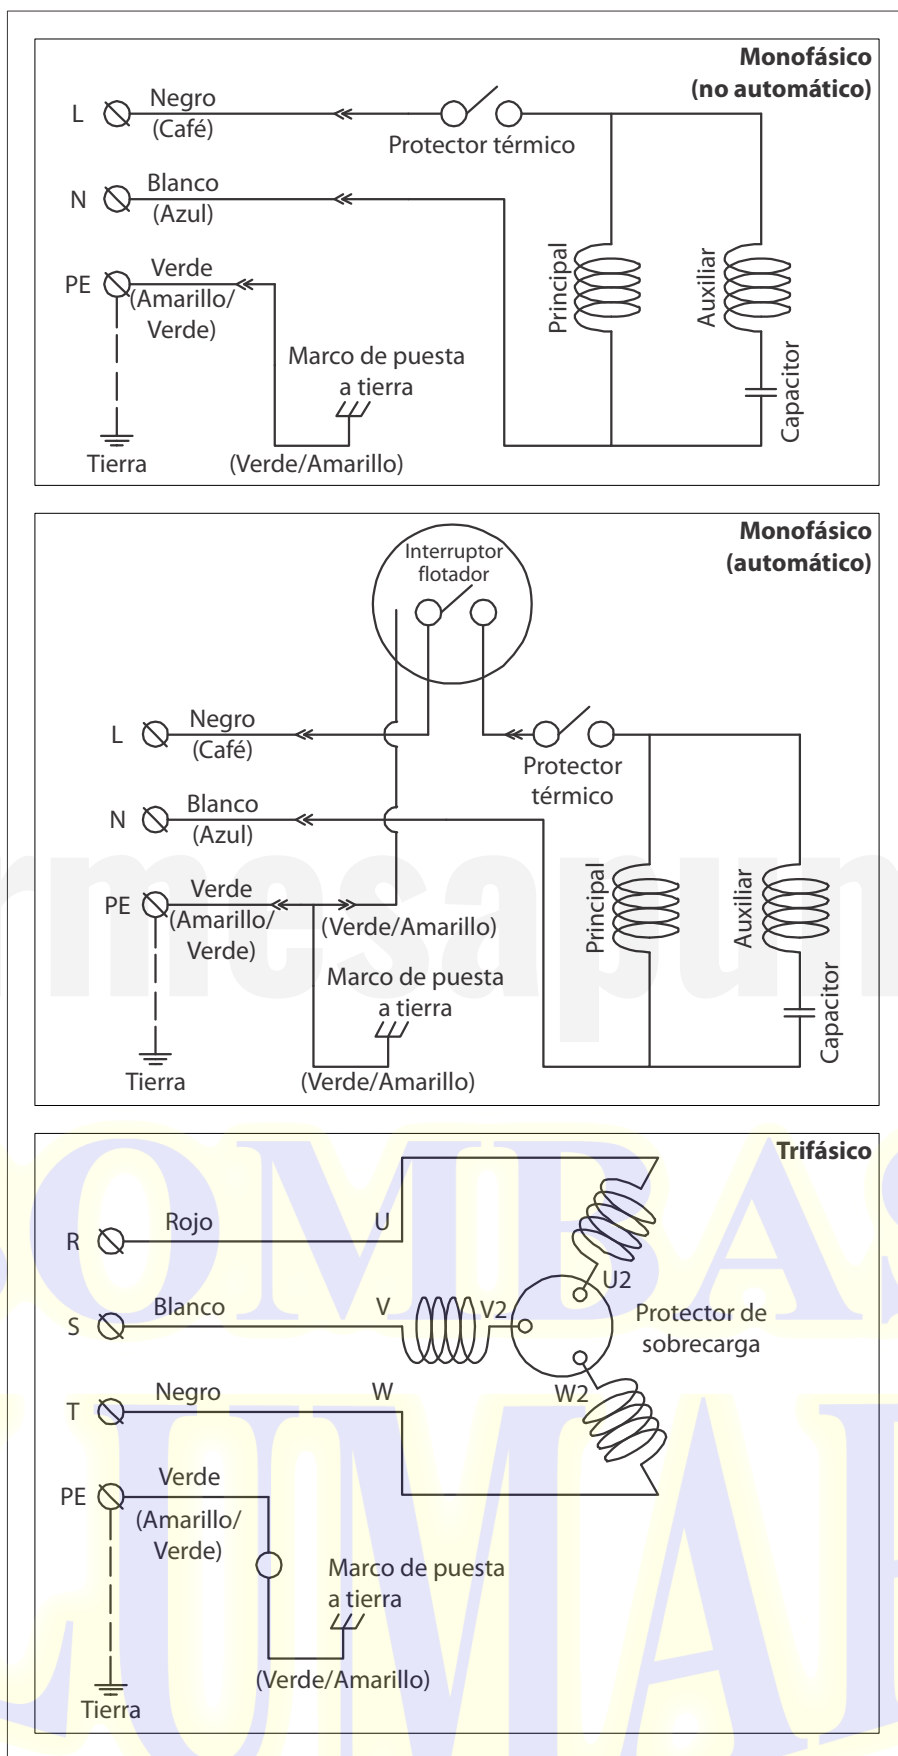 Monofásico
(no automático)
L
Negro
(Café)
Protector térmico
N
Blanco
(Azul)
PE
Verde
(Amarillo/
Verde)
Principal
Auxiliar
Capacitor
Marco de puesta
a tierra
Tierra
(Verde/Amarillo)
Monofásico
(automático)
Interruptor
flotador
L
Negro
(Café)
Protector
térmico
N
Blanco
(Azul)
PE
Verde
(Amarillo/
Verde)
(Verde/Amarillo)
Principal
Auxiliar
Capacitor
Marco de puesta
a tierra
Tierra
(Verde/Amarillo)
rmesapun
Trifásico
R
Rojo
U
U2
S
Blanco
V
V2
Protector de
sobrecarga
T
Negro
W
W2
PE
Verde
(Amarillo/
Verde)
Marco de puesta
a tierra
(Verde/Amarillo)
Tierra
BOMBAS